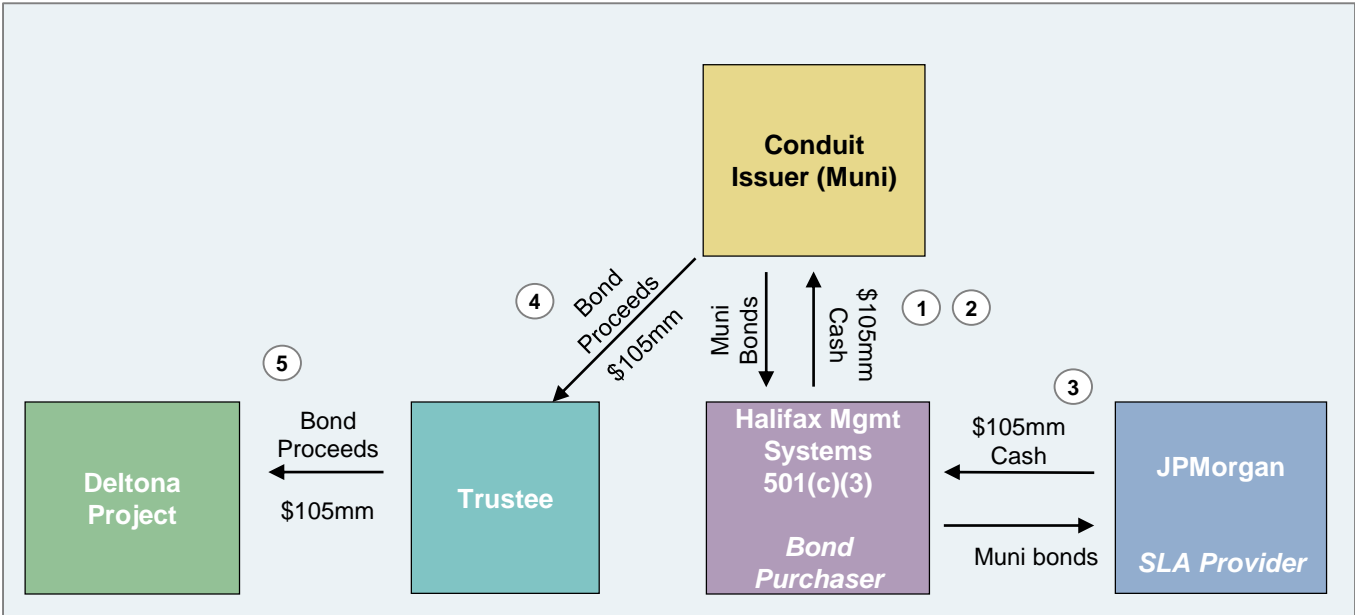 Conduit
Issuer (Muni)
4
Bond
Proceeds
$105mm
Muni
Bonds
$105mm
Cash
1
2
5
3
Deltona
Project
Bond
Proceeds
$105mm
Trustee
Halifax Mgmt
Systems
501(c)(3)
Bond
Purchaser
$105mm
Cash
Muni bonds
JPMorgan
SLA Provider